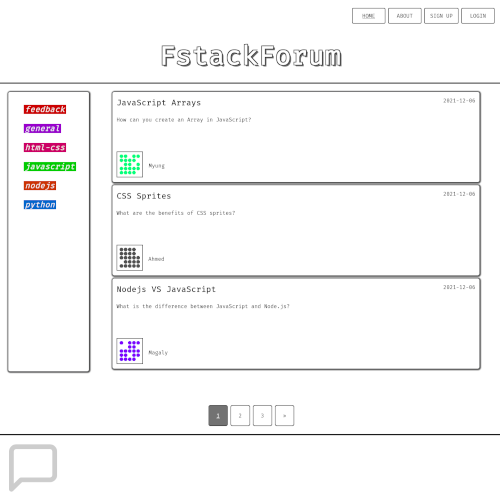 HOME ABOUT SIGN UP LOGIN
FstackForum
feedback
general
html-css
javascript
nodejs
python
JavaScript Arrays 2021-12-06
How can you create an Array in JavaScript?
Myung
CSS Sprites 2021-12-06
What are the benefits of CSS sprites?
Ahmed
Nodejs VS JavaScript 2021-12-06
What is the difference between JavaScript and Node.js?
Magaly
1 2 3 »